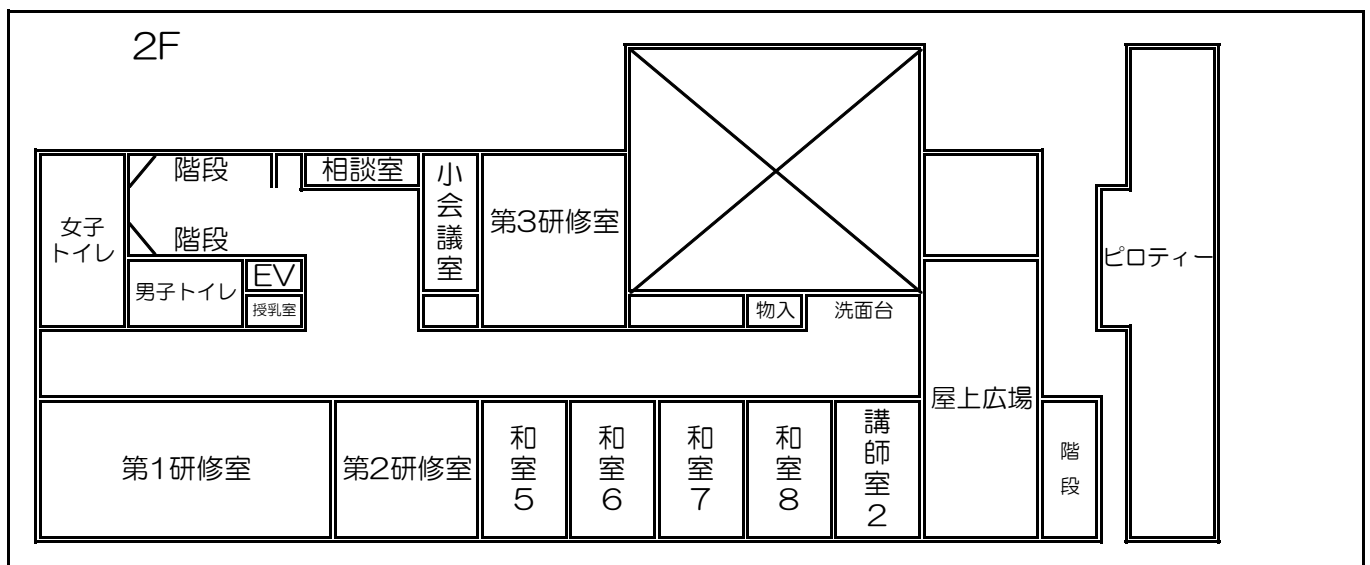 2F
階段
相談室
小会議室
第3研修室
女子
トイレ
階段
ピロティー
男子トイレ
EV
授乳室
物入
洗面台
屋上広場
第1研修室
第2研修室
和室5
和室6
和室7
和室8
講師室2
階段